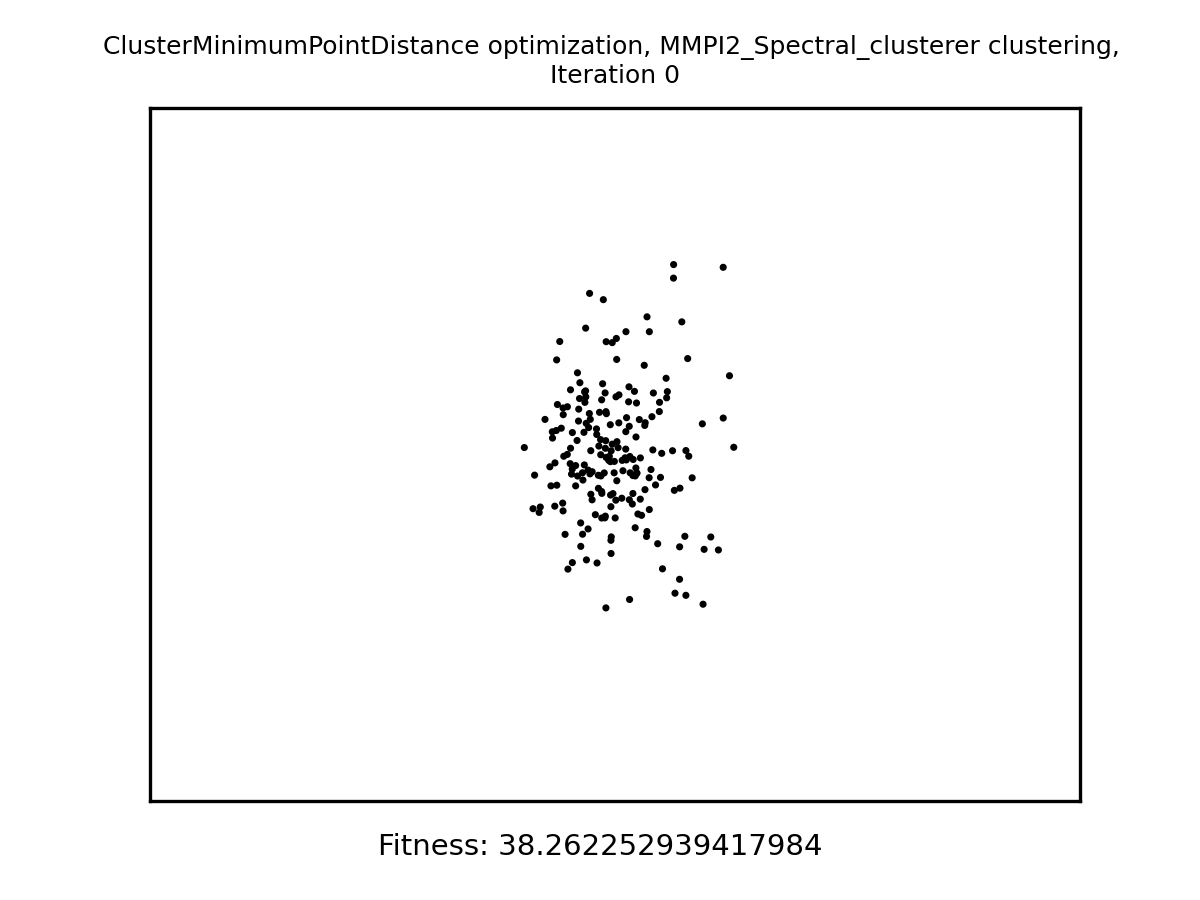 ClusterMinimumPointDistance optimization, MMPI2_Spectral_clusterer clustering,
Iteration 0
Fitness: 38.262252939417984